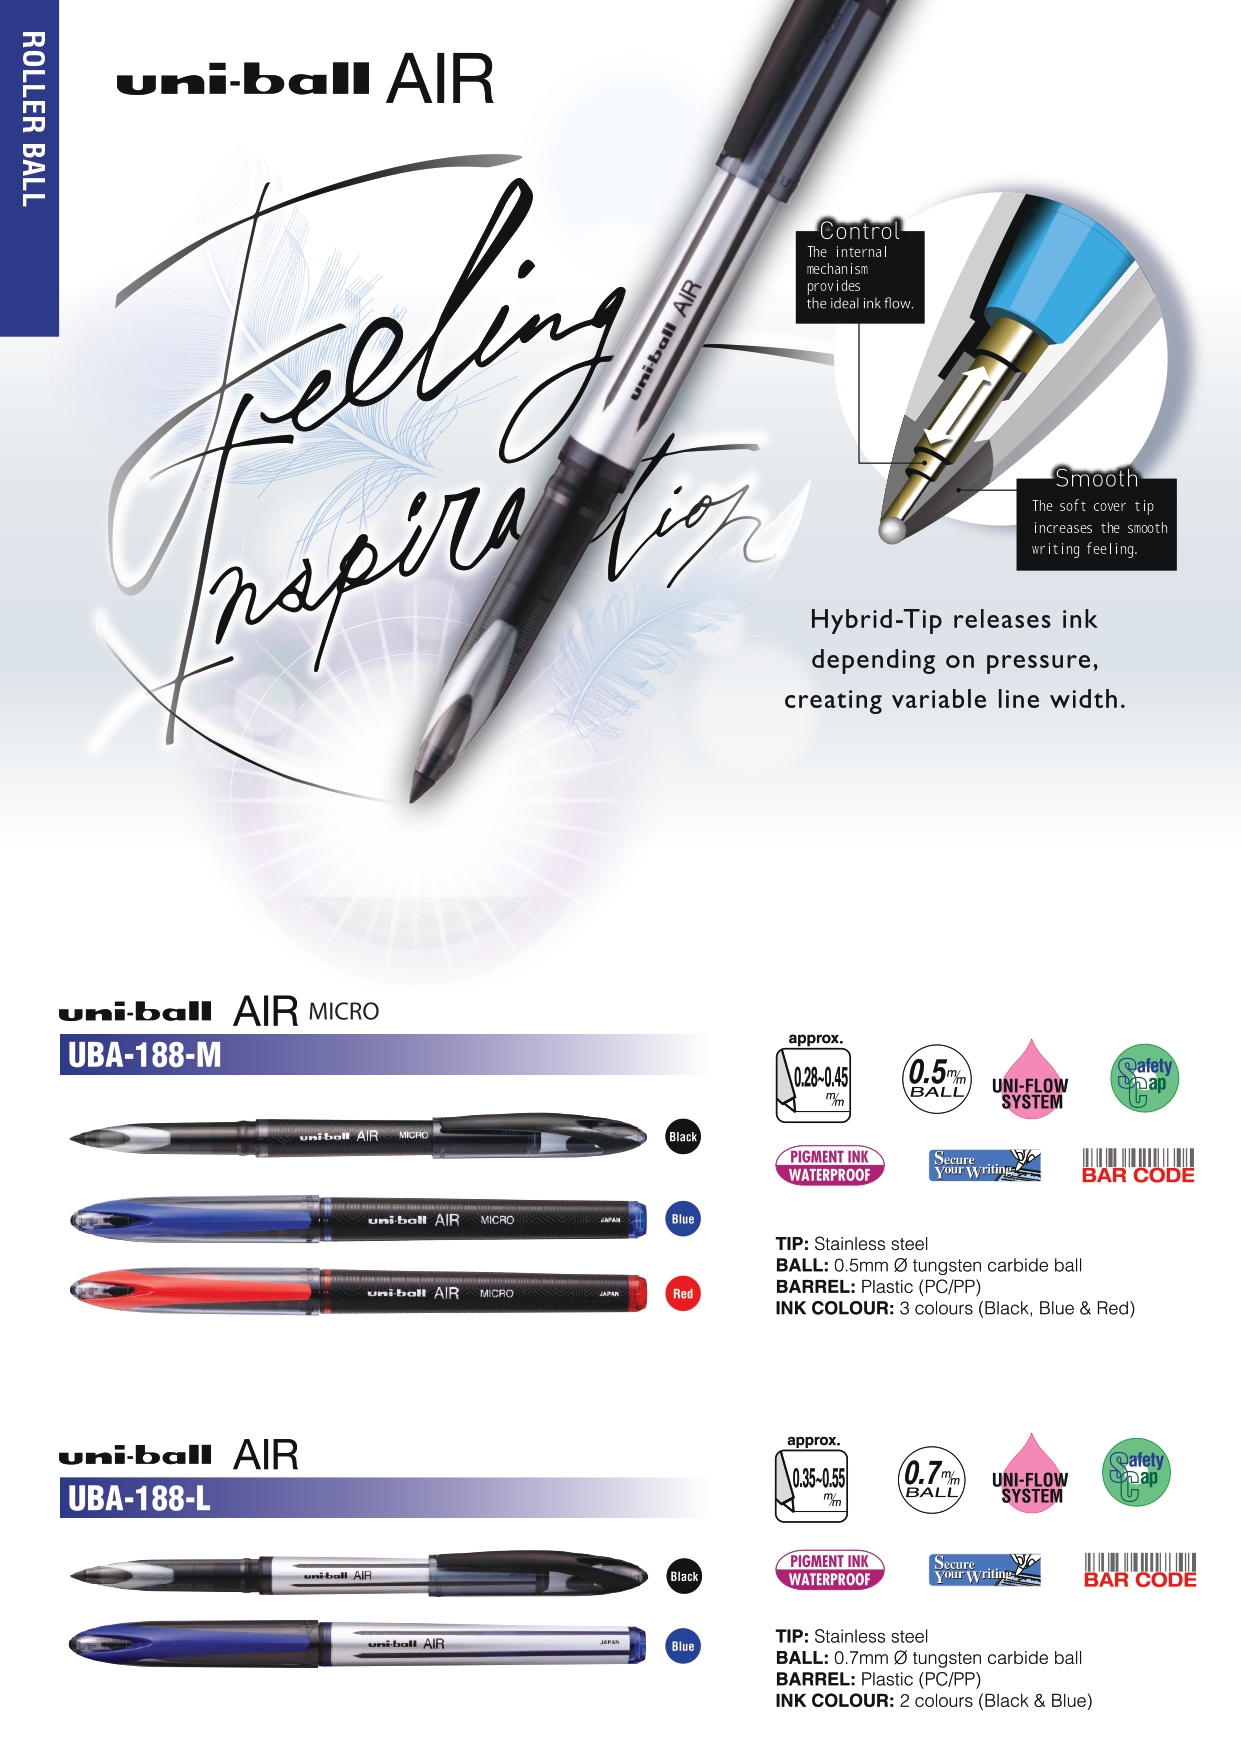 ROLLER BALL
uni-ball AIR
Feeling
Inspiration
uni-ball AIR
Control
The internal
mechanism
provides
the ideal ink flow.
Smooth
The soft cover tip
increases the smooth
writing feeling.
Hybrid-Tip releases ink
depending on pressure,
creating variable line width.
uni-ball AIR MICRO
UBA-188-M
uni-ball AIR MICRO
Black
uni-ball AIR MICRO JAPAN
Blue
uni-ball AIR MICRO JAPAN
Red
approx.
0.28~0.45
m/m
0.5 m/m
BALL
UNI-FLOW
SYSTEM
Safety
Cap
PIGMENT INK
WATERPROOF
Secure
Your Writing
BAR CODE
TIP: Stainless steel
BALL: 0.5mm Ø tungsten carbide ball
BARREL: Plastic (PC/PP)
INK COLOUR: 3 colours (Black, Blue & Red)
uni-ball AIR
UBA-188-L
uni-ball AIR
Black
uni-ball AIR JAPAN
Blue
approx.
0.35~0.55
m/m
0.7 m/m
BALL
UNI-FLOW
SYSTEM
Safety
Cap
PIGMENT INK
WATERPROOF
Secure
Your Writing
BAR CODE
TIP: Stainless steel
BALL: 0.7mm Ø tungsten carbide ball
BARREL: Plastic (PC/PP)
INK COLOUR: 2 colours (Black & Blue)